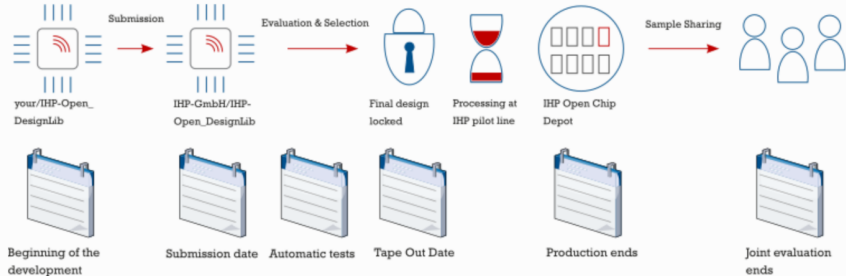 Submission
Evaluation & Selection
Sample Sharing
your/IHP-Open_
DesignLib
IHP-GmbH/IHP-
Open_DesignLib
Final design
locked
Processing at
IHP pilot line
IHP Open Chip
Depot
Beginning of the
development
Submission date
Automatic tests
Tape Out Date
Production ends
Joint evaluation
ends